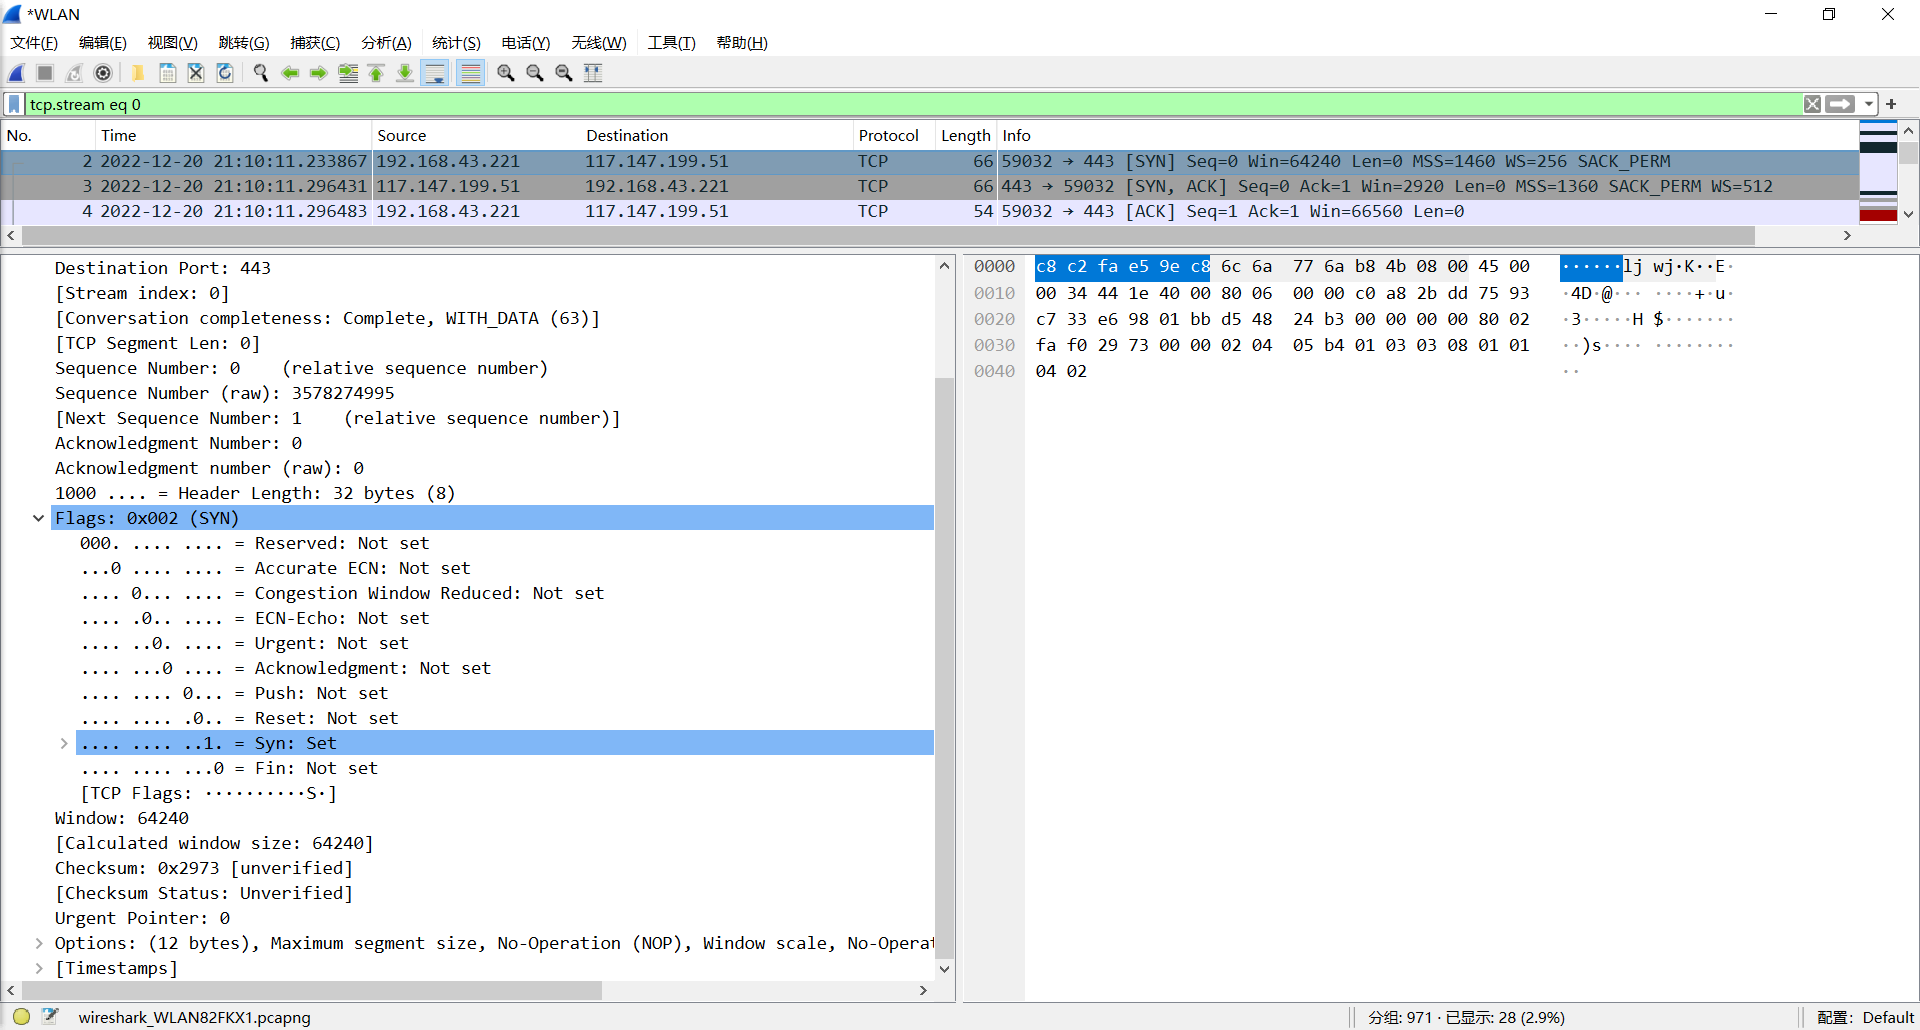 *WLAN
文件(F) 编辑(E) 视图(V) 跳转(G) 捕获(C) 分析(A) 统计(S) 电话(Y) 无线(W) 工具(T) 帮助(H)
tcp.stream eq 0
No. Time Source Destination Protocol Length Info
2 2022-12-20 21:10:11.233867 192.168.43.221 117.147.199.51 TCP 66 59032 → 443 [SYN] Seq=0 Win=64240 Len=0 MSS=1460 WS=256 SACK_PERM
3 2022-12-20 21:10:11.296431 117.147.199.51 192.168.43.221 TCP 66 443 → 59032 [SYN, ACK] Seq=0 Ack=1 Win=2920 Len=0 MSS=1360 SACK_PERM WS=512
4 2022-12-20 21:10:11.296483 192.168.43.221 117.147.199.51 TCP 54 59032 → 443 [ACK] Seq=1 Ack=1 Win=66560 Len=0
Destination Port: 443
[Stream index: 0]
[Conversation completeness: Complete, WITH_DATA (63)]
[TCP Segment Len: 0]
Sequence Number: 0    (relative sequence number)
Sequence Number (raw): 3578274995
[Next Sequence Number: 1    (relative sequence number)]
Acknowledgment Number: 0
Acknowledgment number (raw): 0
1000 .... = Header Length: 32 bytes (8)
Flags: 0x002 (SYN)
000. .... .... = Reserved: Not set
...0 .... .... = Accurate ECN: Not set
.... 0... .... = Congestion Window Reduced: Not set
.... .0.. .... = ECN-Echo: Not set
.... ..0. .... = Urgent: Not set
.... ...0 .... = Acknowledgment: Not set
.... .... 0... = Push: Not set
.... .... .0.. = Reset: Not set
.... .... ..1. = Syn: Set
.... .... ...0 = Fin: Not set
[TCP Flags: ··········S·]
Window: 64240
[Calculated window size: 64240]
Checksum: 0x2973 [unverified]
[Checksum Status: Unverified]
Urgent Pointer: 0
Options: (12 bytes), Maximum segment size, No-Operation (NOP), Window scale, No-Operat
[Timestamps]
0000 c8 c2 fa e5 9e c8 6c 6a 77 6a b8 4b 08 00 45 00 ······lj wj·K··E·
0010 00 34 44 1e 40 00 80 06 00 00 c0 a8 2b dd 75 93 ·4D·@··· ····+·u·
0020 c7 33 e6 98 01 bb d5 48 24 b3 00 00 00 00 80 02 ·3·····H $·······
0030 fa f0 29 73 00 00 02 04 05 b4 01 03 03 08 01 01 ··)s···· ········
0040 04 02 ··
wireshark_WLAN82FKX1.pcapng 分组: 971 · 已显示: 28 (2.9%) 配置: Default